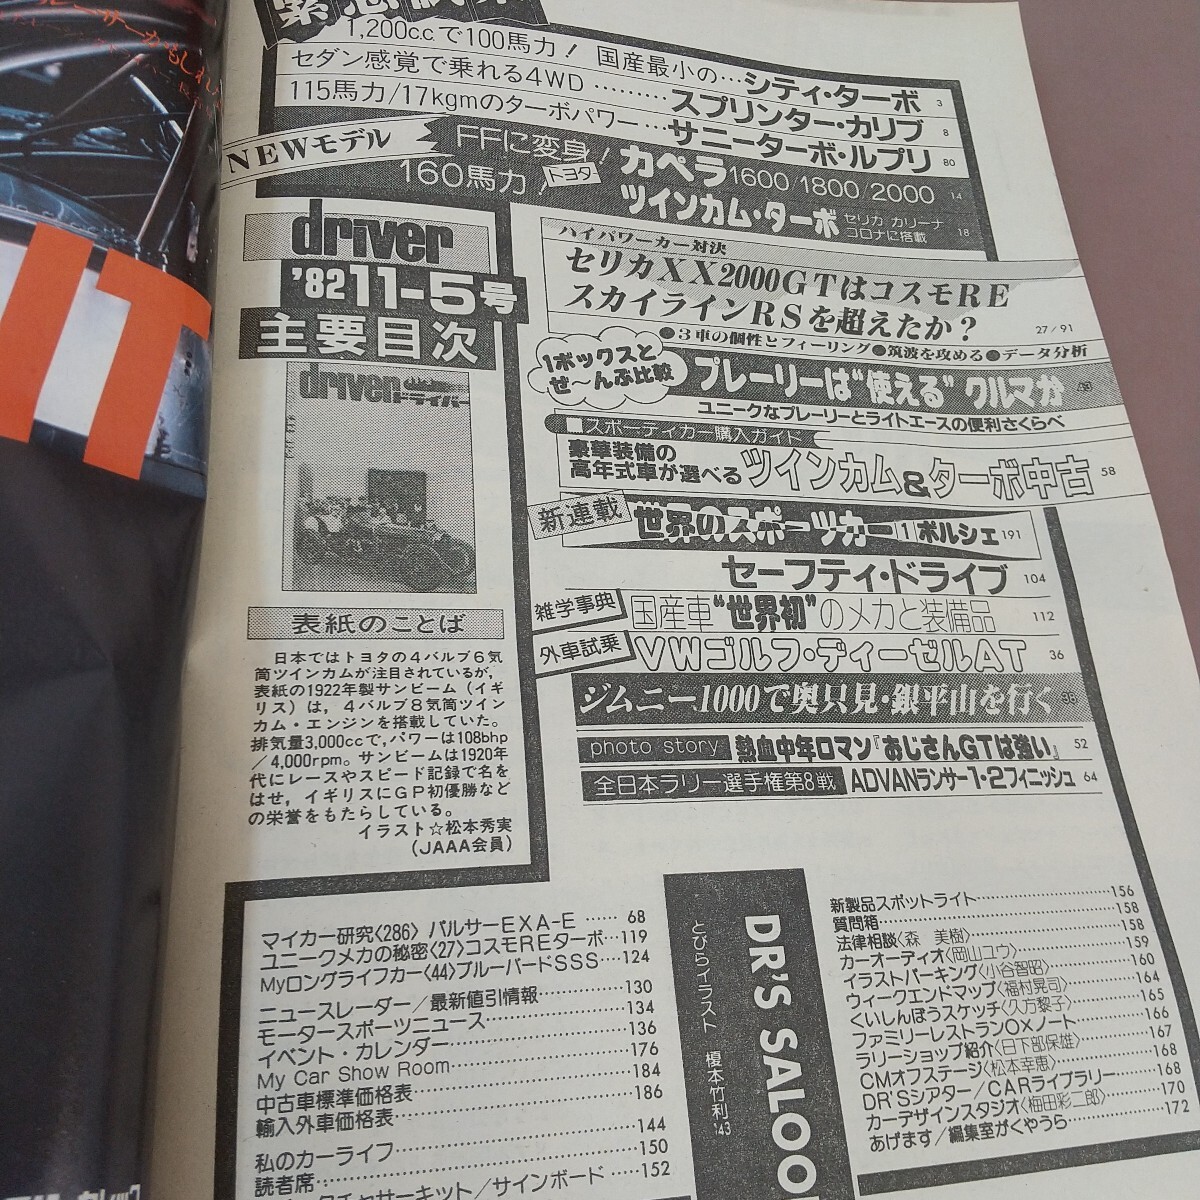 1,200c.c.で100馬力！ 国産最小の…シティ・ターボ 3
セダン感覚で乗れる4WD………スプリンター・カリブ 8
115馬力/17kgmのターボパワー…サニーターボ・ルプリ 80
NEWモデル
FFに変身！カペラ1600/1800/2000 14
160馬力！トヨタ ツインカム・ターボ セリカ カリーナ コロナに搭載 18
driver
'82 11-5号
主要目次
driver ドライバー
表紙のことば
日本ではトヨタの4バルブ6気
筒ツインカムが注目されているが，
表紙の1922年製サンビーム（イギ
リス）は，4バルブ8気筒ツイン
カム・エンジンを搭載していた。
排気量3,000ccで，パワーは108bhp
／4,000rpm。サンビームは1920年
代にレースやスピード記録で名を
はせ，イギリスにGP初優勝など
の栄誉をもたらしている。
イラスト☆松本秀実
（JAAA会員）
ハイパワーカー対決
セリカXX2000GTはコスモRE
スカイラインRSを超えたか？ 27/91
●3車の個性とフィーリング●筑波を攻める●データ分析
1ボックスと
ぜ〜んぶ比較
プレーリーは"使える"クルマか 43
ユニークなプレーリーとライトエースの便利さくらべ
■スポーティカー購入ガイド
豪華装備の
高年式車が選べる
ツインカム&ターボ中古 58
新連載 世界のスポーツカー 1 ポルシェ 191
セーフティ・ドライブ 104
雑学事典 国産車"世界初"のメカと装備品 112
外車試乗 VWゴルフ・ディーゼルAT 36
ジムニー1000で奥只見・銀平山を行く 38
photo story 熱血中年ロマン『おじさんGTは強い』 52
全日本ラリー選手権第8戦 ADVANランサー1・2フィニッシュ 64
マイカー研究〈286〉パルサーEXA-E …… 68
ユニークメカの秘密〈27〉コスモREターボ…119
Myロングライフカー〈44〉ブルーバードSSS…124
ニュースレーダー／最新値引情報……130
モータースポーツニュース……134
イベント・カレンダー……136
My Car Show Room……176
中古車標準価格表……184
輸入外車価格表……186
私のカーライフ……144
読者席……150
チャサーキット／サインボード……152
DR'S SALOO
とびらイラスト 榎本竹利 '43
新製品スポットライト……156
質問箱……158
法律相談〈森 美樹〉……158
カーオーディオ〈岡山ユウ〉……159
イラストパーキング〈小谷智昭〉……160
ウィークエンドマップ〈福村晃司〉……164
くいしんぼうスケッチ〈久方黎子〉……165
ファミリーレストラン○×ノート……166
ラリーショップ紹介〈日下部保雄〉……167
CMオフステージ〈松本幸恵〉……168
DR'Sシアター／CARライブラリー……168
カーデザインスタジオ〈梅田彩二郎〉……170
あげます／編集室がくやうら……172